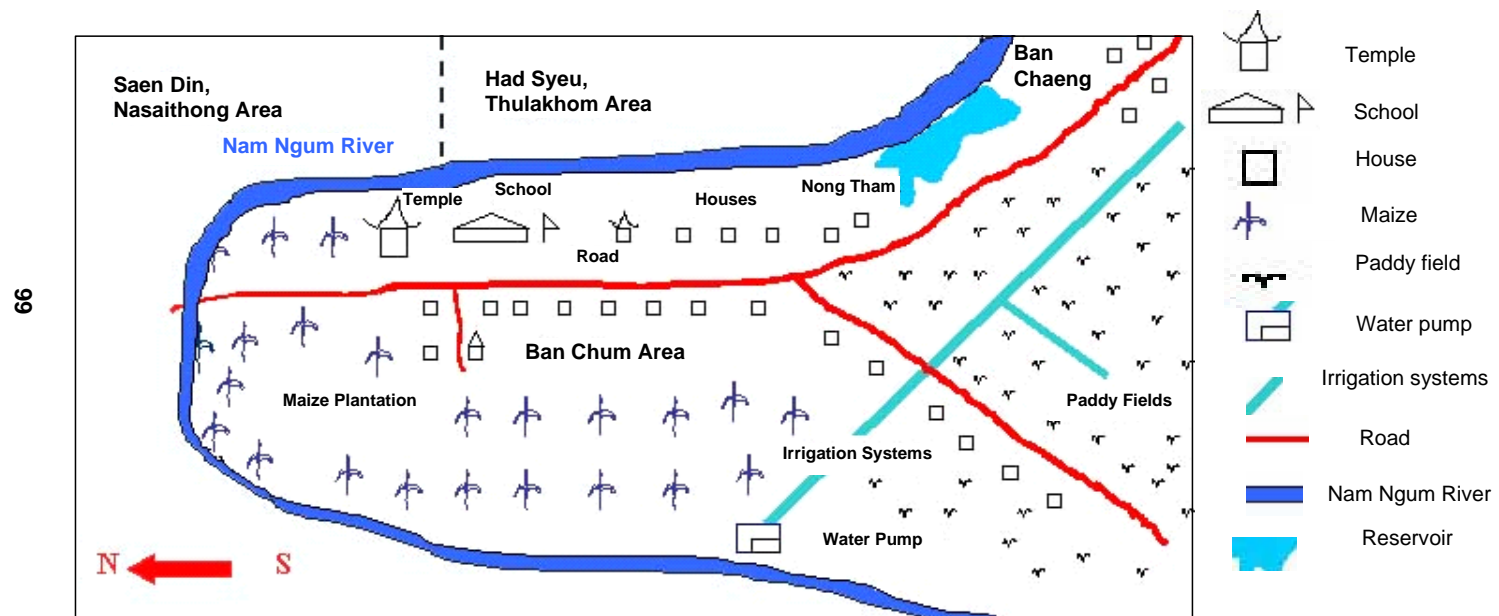 Saen Din,
Nasaithong Area
Had Syeu,
Thulakhom Area
Ban
Chaeng
Nam Ngum River
Temple
School
Houses
Nong Tham
Road
Ban Chum Area
Maize Plantation
Paddy Fields
Irrigation Systems
Water Pump
N S
66
Temple
School
House
Maize
Paddy field
Water pump
Irrigation systems
Road
Nam Ngum River
Reservoir